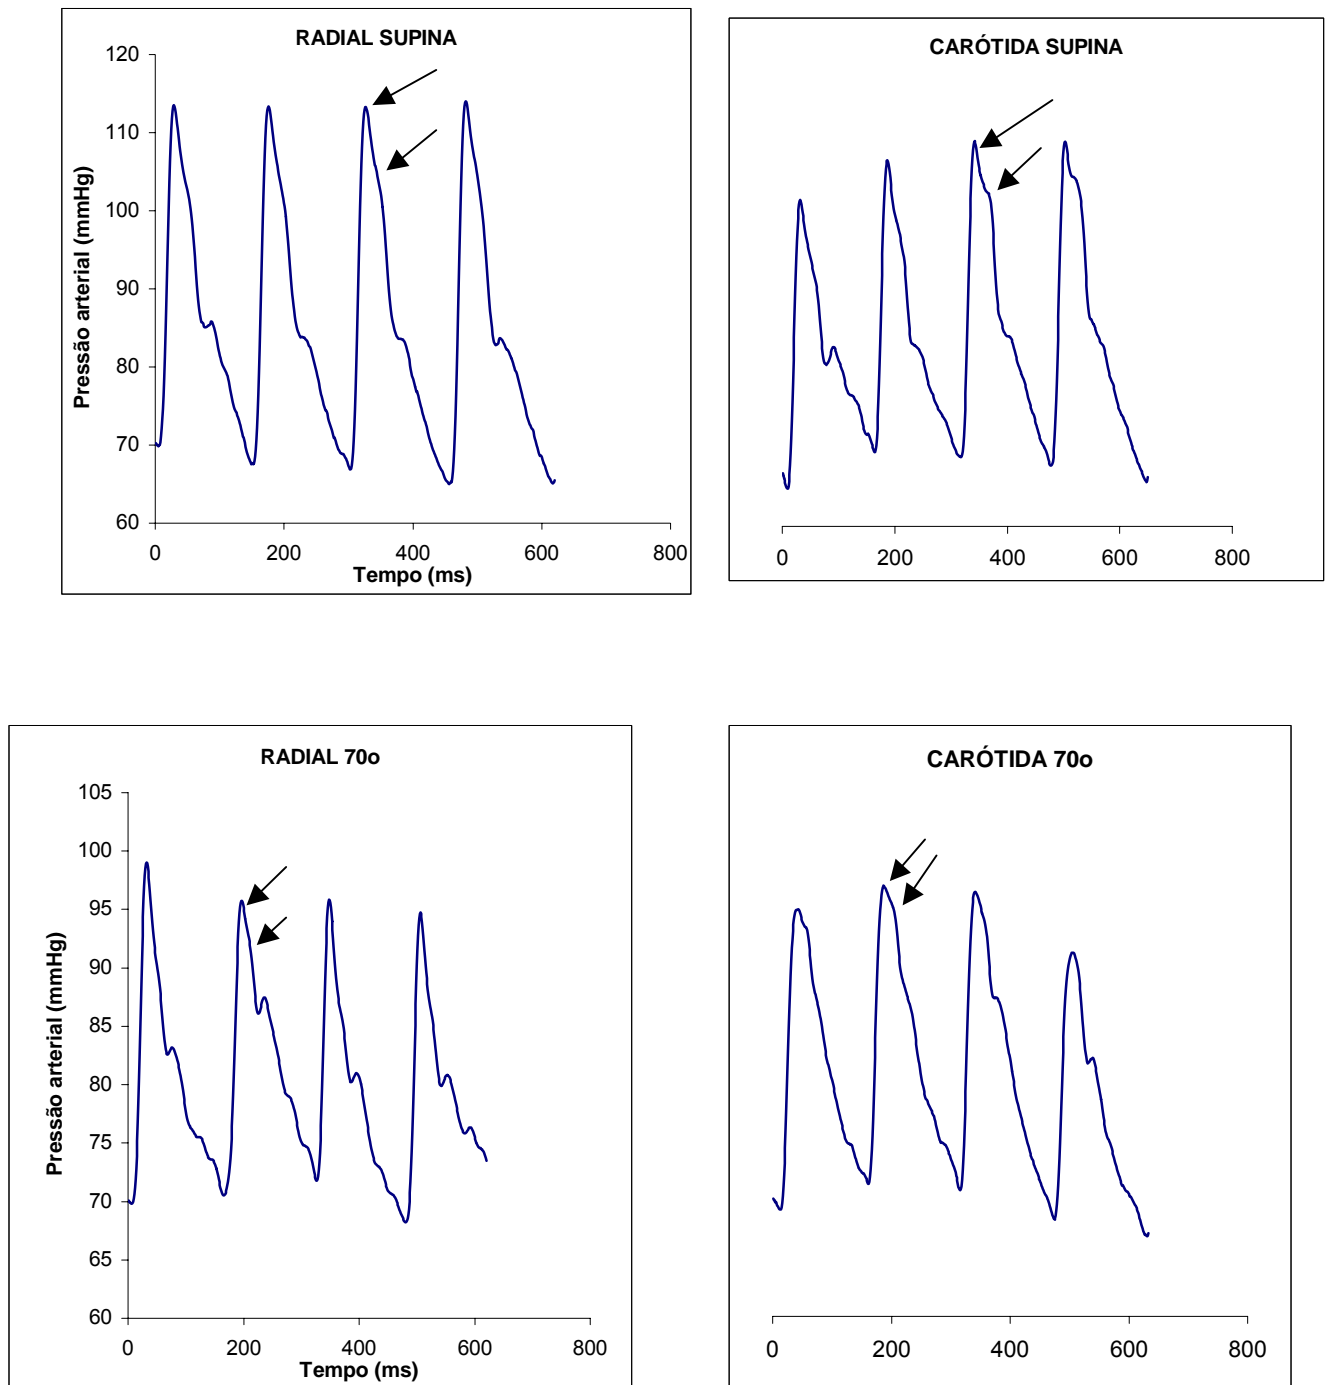 RADIAL SUPINA
120
110
100
90
80
70
60
Pressão arterial (mmHg)
0 200 400 600 800
Tempo (ms)
CARÓTIDA SUPINA
0 200 400 600 800
RADIAL 70o
105
100
95
90
85
80
75
70
65
60
Pressão arterial (mmHg)
0 200 400 600 800
Tempo (ms)
CARÓTIDA 70o
0 200 400 600 800